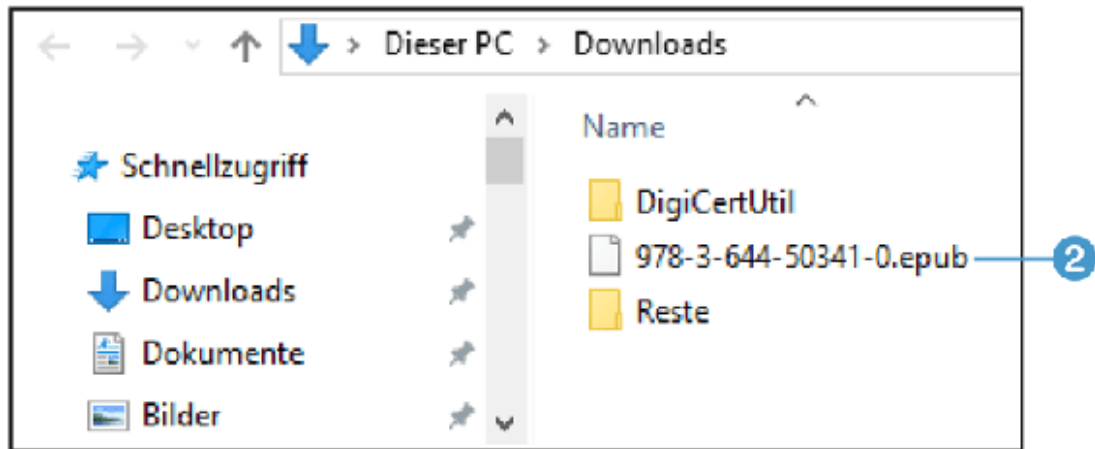 Dieser PC > Downloads
Name
Schnellzugriff
Desktop
Downloads
Dokumente
Bilder
DigiCertUtil
978-3-644-50341-0.epub
2
Reste